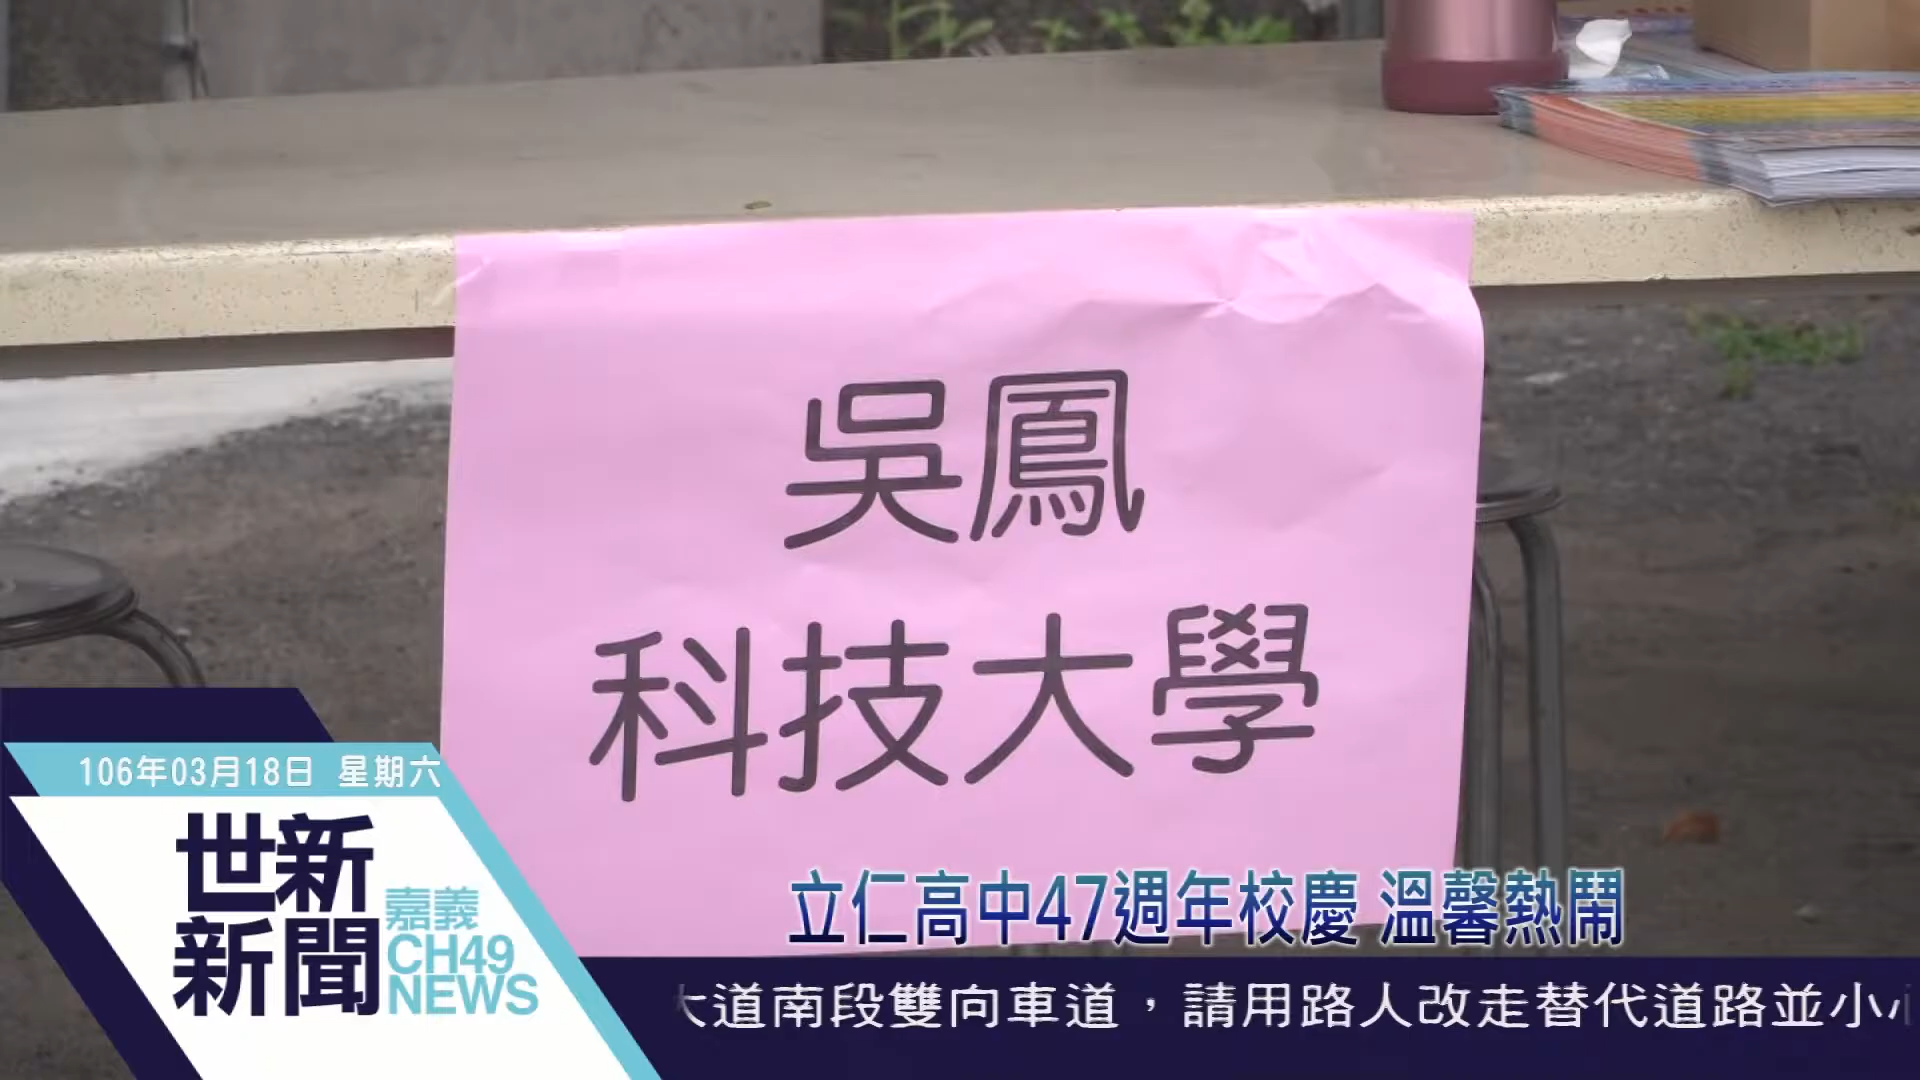 吳鳳
科技大學
106年03月18日 星期六
世新
新聞
嘉義
CH49
NEWS
立仁高中47週年校慶 溫馨熱鬧
大道南段雙向車道，請用路人改走替代道路並小心